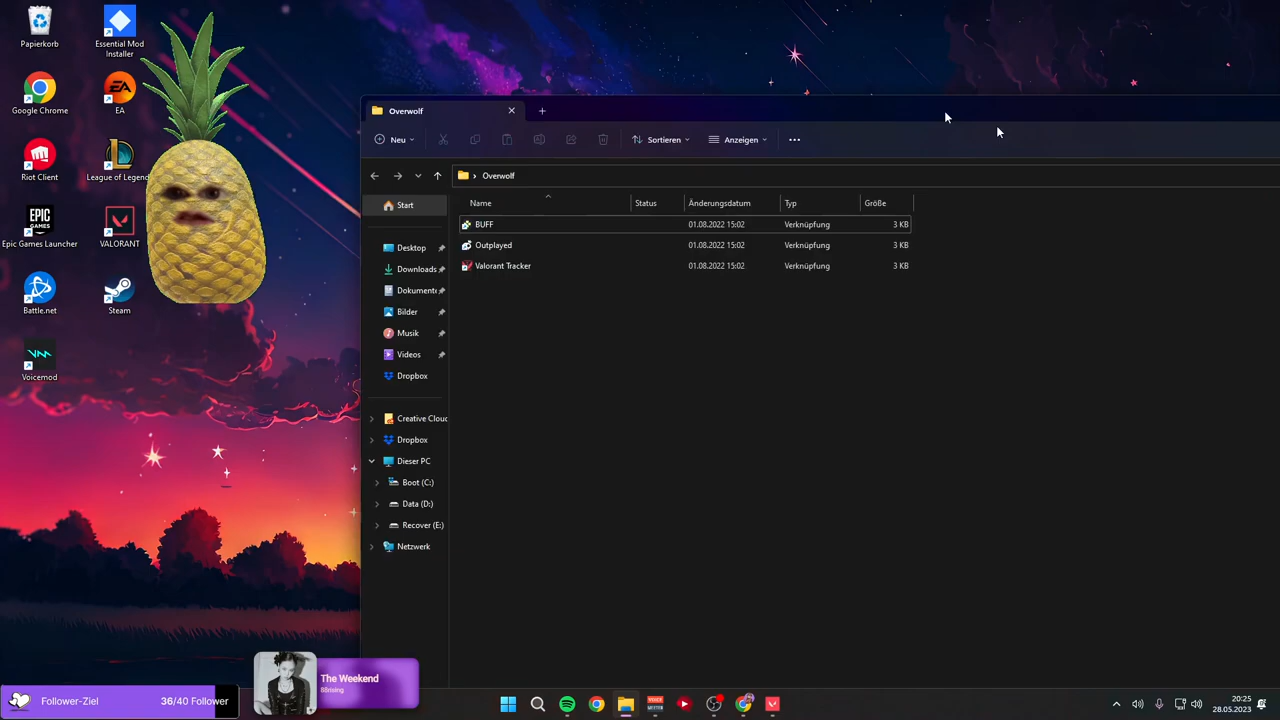 Papierkorb
Essential Mod
Installer
Google Chrome
EA
Riot Client
League of Legend
EPIC
GAMES
Epic Games Launcher
VALORANT
Battle.net
Steam
Voicemod
Overwolf
Neu
Sortieren
Anzeigen
Overwolf
Start
Desktop
Downloads
Dokumente
Bilder
Musik
Videos
Dropbox
Creative Cloud
Dropbox
Dieser PC
Boot (C:)
Data (D:)
Recover (E:)
Netzwerk
Name Status Änderungsdatum Typ Größe
BUFF 01.08.2022 15:02 Verknüpfung 3 KB
Outplayed 01.08.2022 15:02 Verknüpfung 3 KB
Valorant Tracker 01.08.2022 15:02 Verknüpfung 3 KB
Follower-Ziel 36/40 Follower
The Weekend
88rising
20:25
28.05.2023